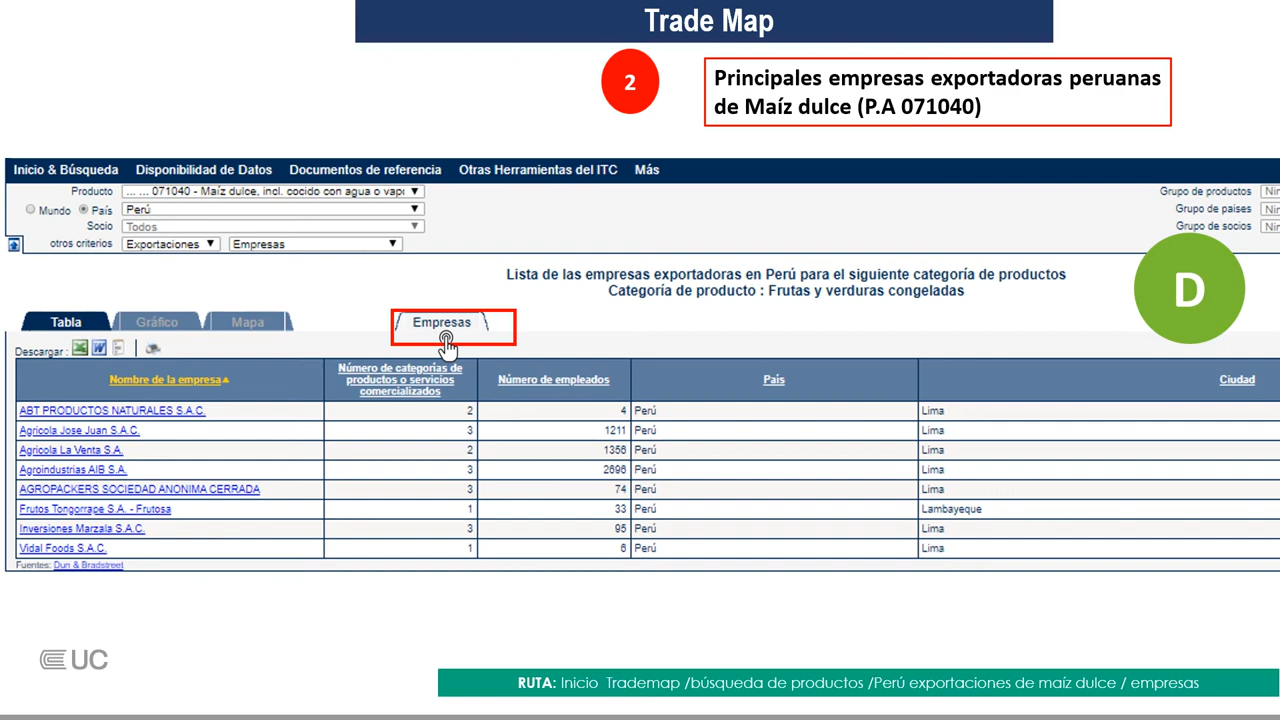 Trade Map
2
Principales empresas exportadoras peruanas
de Maíz dulce (P.A 071040)
Inicio & Búsqueda Disponibilidad de Datos Documentos de referencia Otras Herramientas del ITC Más
Producto ... ... 071040 - Maíz dulce, incl. cocido con agua o vap Grupo de productos
Mundo País Perú Grupo de países
Socio Todos Grupo de socios
otros criterios Exportaciones Empresas
Lista de las empresas exportadoras en Perú para el siguiente categoría de productos
Categoría de producto : Frutas y verduras congeladas
D
Tabla Gráfico Mapa Empresas
Descargar :
Nombre de la empresa Número de categorías de productos o servicios comercializados Número de empleados País Ciudad
ABT PRODUCTOS NATURALES S.A.C. 2 4 Perú Lima
Agricola Jose Juan S.A.C. 3 1211 Perú Lima
Agricola La Venta S.A. 2 1356 Perú Lima
Agroindustrias AIB S.A. 3 2696 Perú Lima
AGROPACKERS SOCIEDAD ANONIMA CERRADA 3 74 Perú Lima
Frutos Tongorrape S.A. - Frutosa 1 33 Perú Lambayeque
Inversiones Marzala S.A.C. 3 95 Perú Lima
Vidal Foods S.A.C. 1 6 Perú Lima
Fuentes: Dun & Bradstreet
UC
RUTA: Inicio Trademap /búsqueda de productos /Perú exportaciones de maíz dulce / empresas